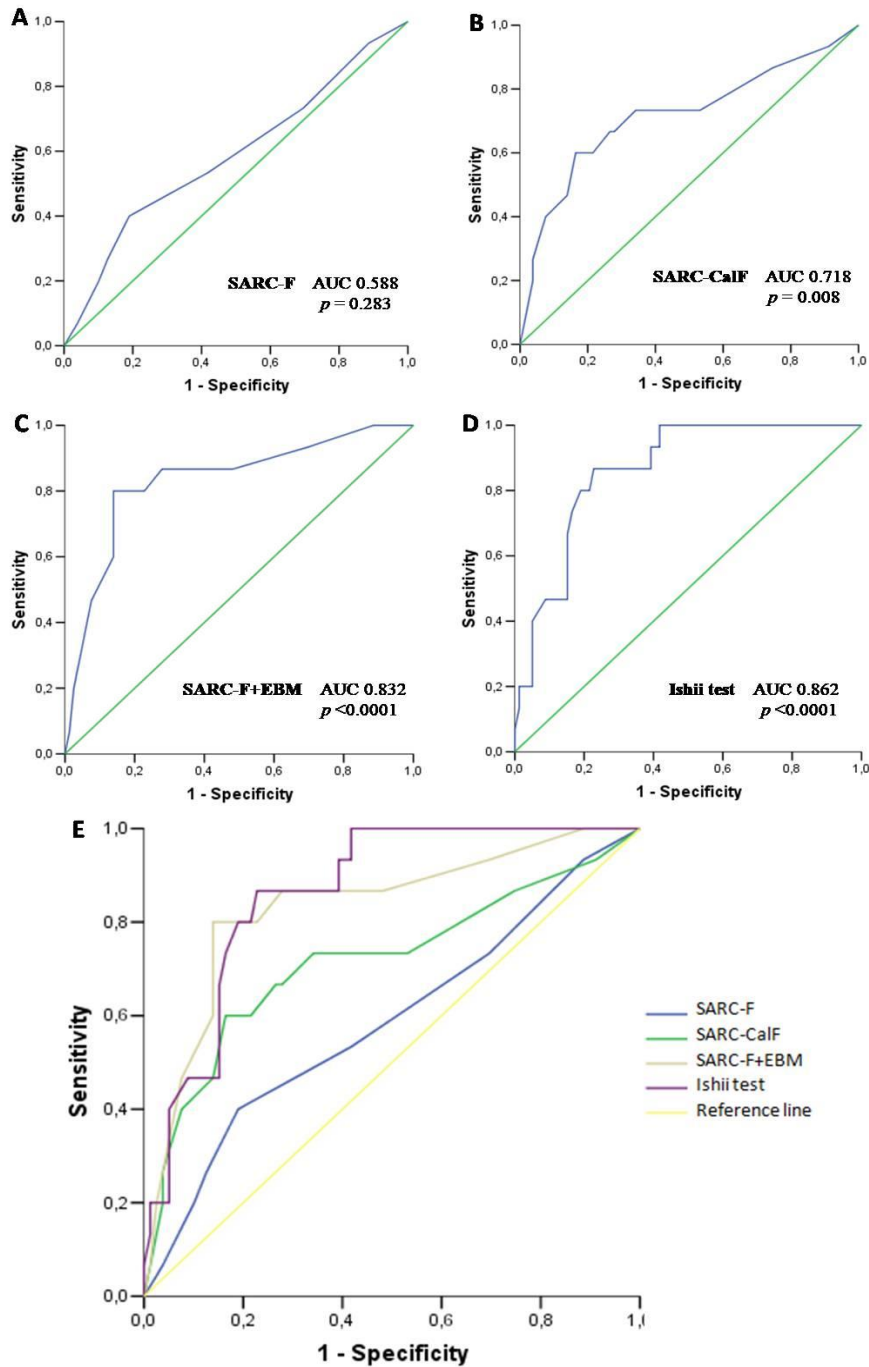 A
1,0
0,8
0,6
0,4
0,2
0,0
Sensitivity
SARC-F AUC 0.588
p = 0.283
0,0 0,2 0,4 0,6 0,8 1,0
1 - Specificity
B
1,0
0,8
0,6
0,4
0,2
0,0
Sensitivity
SARC-CalF AUC 0.718
p = 0.008
0,0 0,2 0,4 0,6 0,8 1,0
1 - Specificity
C
1,0
0,8
0,6
0,4
0,2
0,0
Sensitivity
SARC-F+EBM AUC 0.832
p <0.0001
0,0 0,2 0,4 0,6 0,8 1,0
1 - Specificity
D
1,0
0,8
0,6
0,4
0,2
0,0
Sensitivity
Ishii test AUC 0.862
p <0.0001
0,0 0,2 0,4 0,6 0,8 1,0
1 - Specificity
E
1,0
0,8
0,6
0,4
0,2
0,0
Sensitivity
0,0 0,2 0,4 0,6 0,8 1,0
1 - Specificity
SARC-F
SARC-CalF
SARC-F+EBM
Ishii test
Reference line